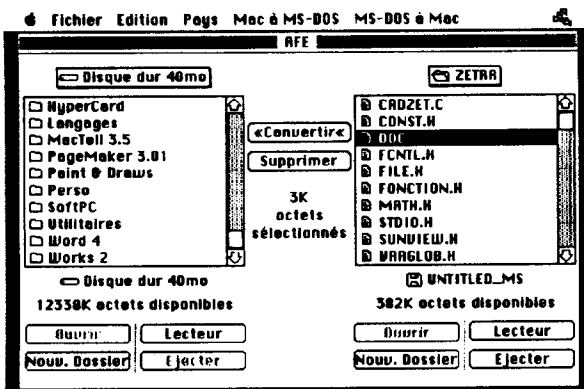 Fichier Edition Pays Mac à MS-DOS MS-DOS à Mac
AFE
Disque dur 40mo
HyperCard
Langages
MacToll 3.5
PageMaker 3.01
Paint & Draws
Perso
SoftPC
Utilitaires
Word 4
Works 2
Disque dur 40mo
12338K octets disponibles
Ouvrir
Lecteur
Nouv. Dossier
Ejecter
«Convertir«
Supprimer
3K
octets
sélectionnés
ZETRA
CADZET.C
CONST.H
DOC
FCNTL.H
FILE.H
FONCTION.H
MATH.H
STDIO.H
SUNVIEW.H
VARGLOB.H
UNTITLED_MS
382K octets disponibles
Ouvrir
Lecteur
Nouv. Dossier
Ejecter